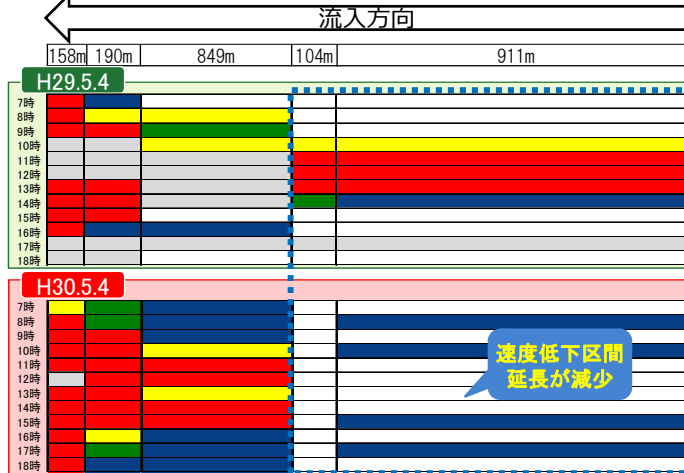 流入方向
158m 190m 849m 104m 911m
H29.5.4
7時
8時
9時
10時
11時
12時
13時
14時
15時
16時
17時
18時
H30.5.4
7時
8時
9時
10時
11時
12時
13時
14時
15時
16時
17時
18時
速度低下区間
延長が減少